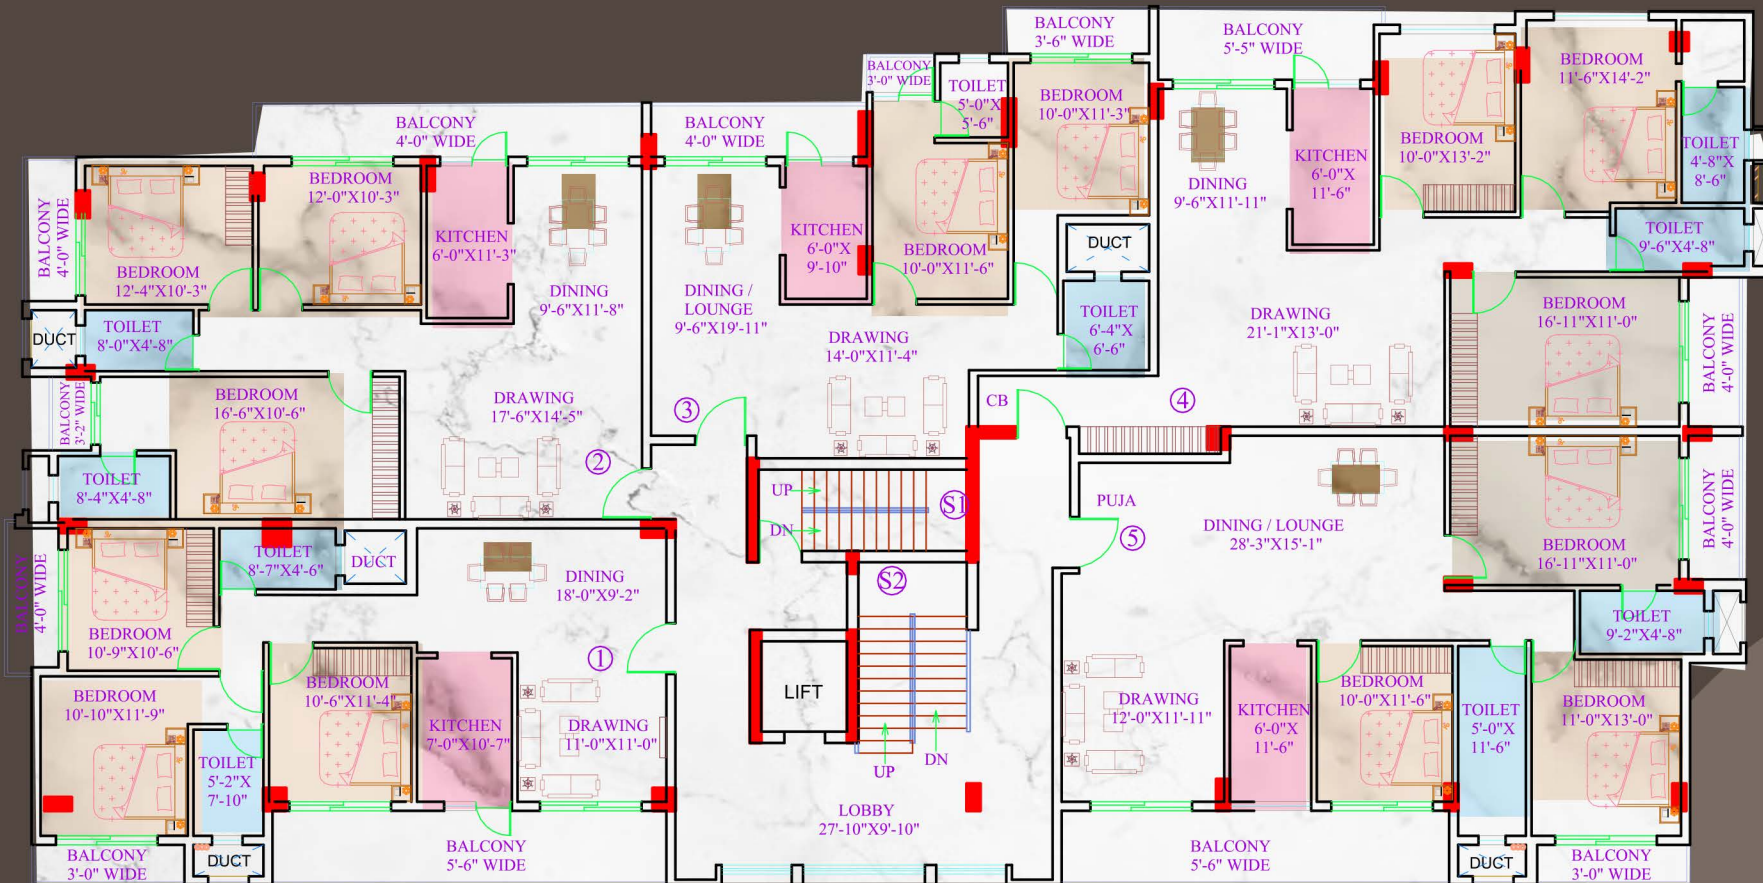 BALCONY
3'-6" WIDE
BALCONY
5'-5" WIDE
BALCONY
3'-0" WIDE
TOILET
5'-0"X
5'-6"
BEDROOM
10'-0"X11'-3"
BEDROOM
10'-0"X13'-2"
BEDROOM
11'-6"X14'-2"
TOILET
4'-8"X
8'-6"
BALCONY
4'-0" WIDE
BALCONY
4'-0" WIDE
BALCONY
4'-0" WIDE
BEDROOM
12'-4"X10'-3"
BEDROOM
12'-0"X10'-3"
KITCHEN
6'-0"X11'-3"
DINING
9'-6"X11'-8"
DINING /
LOUNGE
9'-6"X19'-11"
KITCHEN
6'-0"X
9'-10"
BEDROOM
10'-0"X11'-6"
DUCT
DINING
9'-6"X11'-11"
KITCHEN
6'-0"X
11'-6"
TOILET
9'-6"X4'-8"
DUCT
TOILET
8'-0"X4'-8"
DRAWING
14'-0"X11'-4"
TOILET
6'-4"X
6'-6"
DRAWING
21'-1"X13'-0"
BEDROOM
16'-11"X11'-0"
BALCONY
4'-0" WIDE
BALCONY
3'-2" WIDE
BEDROOM
16'-6"X10'-6"
DRAWING
17'-6"X14'-5"
3
CB
4
2
TOILET
8'-4"X4'-8"
UP
DN
S1
PUJA
5
DINING / LOUNGE
28'-3"X15'-1"
BEDROOM
16'-11"X11'-0"
BALCONY
4'-0" WIDE
BALCONY
4'-0" WIDE
TOILET
8'-7"X4'-6"
DUCT
DINING
18'-0"X9'-2"
S2
BEDROOM
10'-9"X10'-6"
1
TOILET
9'-2"X4'-8"
BEDROOM
10'-10"X11'-9"
BEDROOM
10'-6"X11'-4"
KITCHEN
7'-0"X10'-7"
DRAWING
11'-0"X11'-0"
LIFT
UP
DN
DRAWING
12'-0"X11'-11"
KITCHEN
6'-0"X
11'-6"
BEDROOM
10'-0"X11'-6"
TOILET
5'-0"X
11'-6"
BEDROOM
11'-0"X13'-0"
TOILET
5'-2"X
7'-10"
LOBBY
27'-10"X9'-10"
BALCONY
3'-0" WIDE
DUCT
BALCONY
5'-6" WIDE
BALCONY
5'-6" WIDE
DUCT
BALCONY
3'-0" WIDE